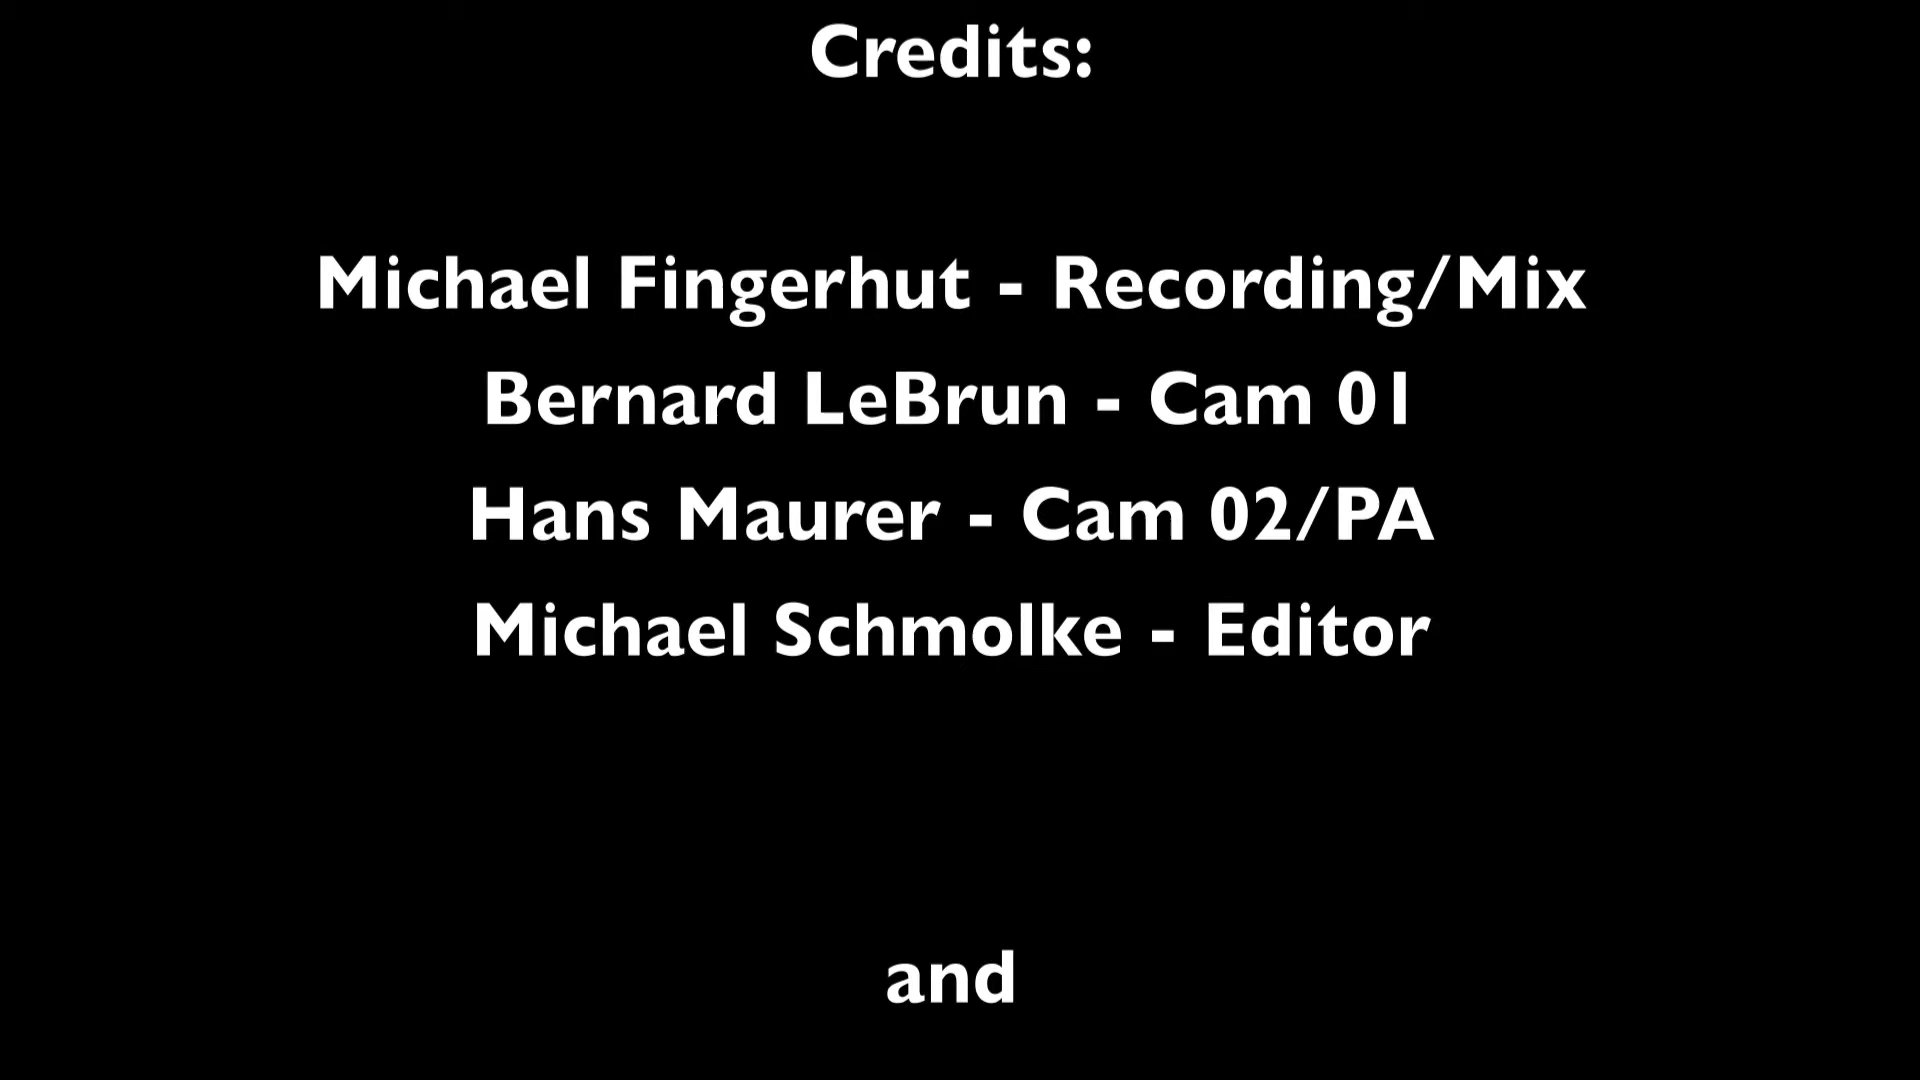 Credits:
Michael Fingerhut - Recording/Mix
Bernard LeBrun - Cam 01
Hans Maurer - Cam 02/PA
Michael Schmolke - Editor
and